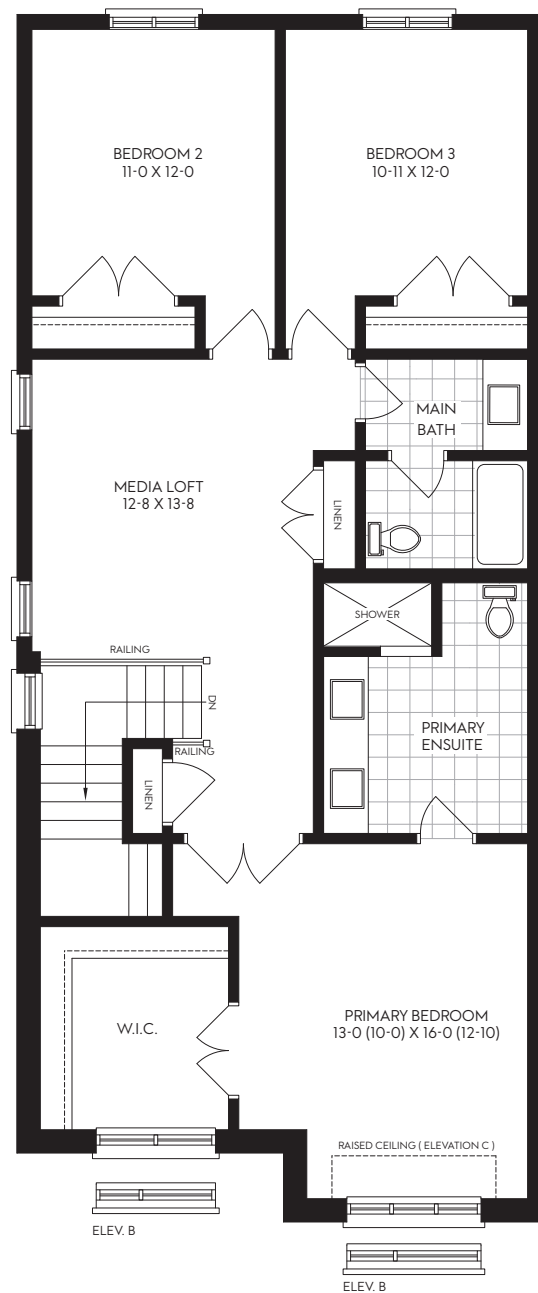 BEDROOM 2
11-0 X 12-0
BEDROOM 3
10-11 X 12-0
MAIN
BATH
MEDIA LOFT
12-8 X 13-8
LINEN
SHOWER
RAILING
DN
PRIMARY
ENSUITE
RAILING
LINEN
PRIMARY BEDROOM
13-0 (10-0) X 16-0 (12-10)
W.I.C.
RAISED CEILING ( ELEVATION C )
ELEV. B
ELEV. B